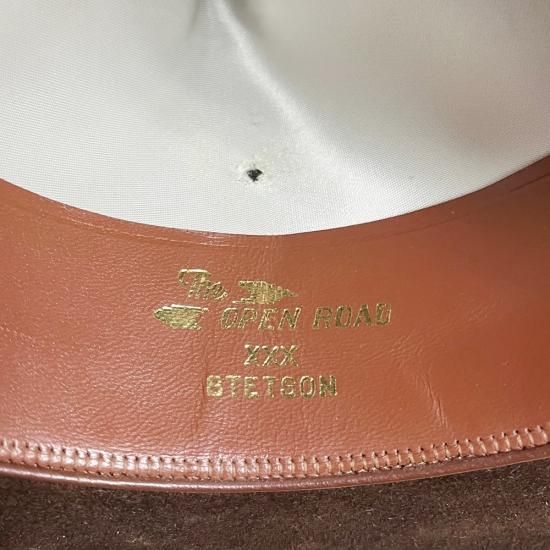 The
OPEN ROAD
XXX
STETSON